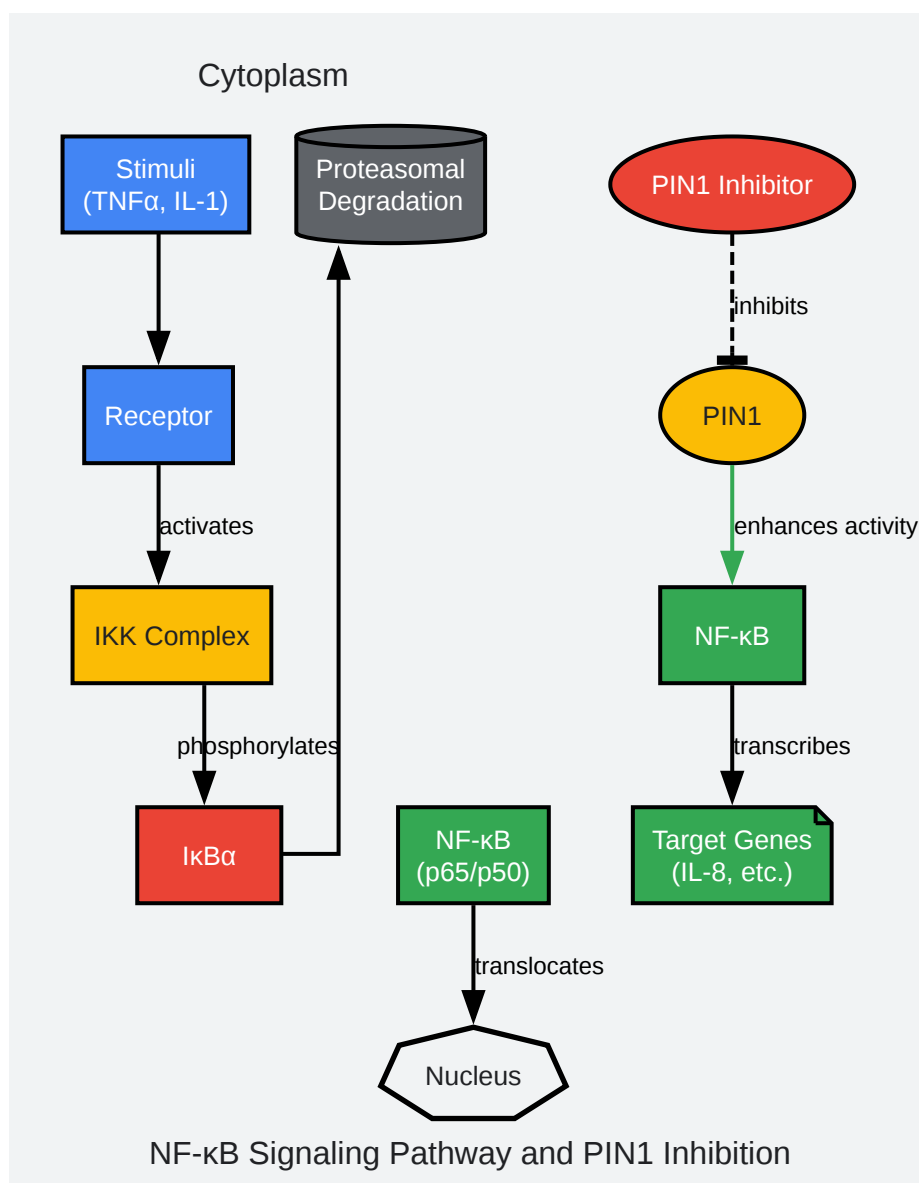 Cytoplasm
Stimuli
(TNFα, IL-1)
Proteasomal
Degradation
PIN1 Inhibitor
inhibits
Receptor
PIN1
activates
enhances activity
IKK Complex
NF-κB
phosphorylates
transcribes
IκBα
NF-κB
(p65/p50)
Target Genes
(IL-8, etc.)
translocates
Nucleus
NF-κB Signaling Pathway and PIN1 Inhibition